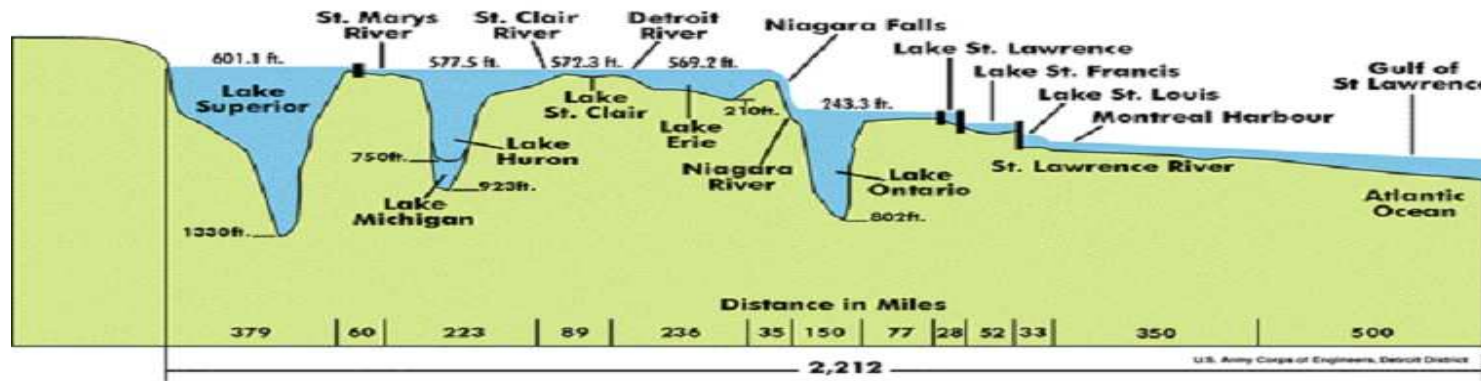 St. Marys
River
St. Clair
River
Detroit
River
Niagara Falls
Lake St. Lawrence
Lake St. Francis
Lake St. Louis
Montreal Harbour
Gulf of
St Lawrence
601.1 ft.
577.5 ft.
572.3 ft.
569.2 ft.
243.3 ft.
Lake
Superior
Lake
St. Clair
Lake
Erie
210ft.
Lake
Huron
750ft.
Niagara
River
Lake
Ontario
St. Lawrence River
923ft.
Lake
Michigan
Atlantic
Ocean
1330ft.
802ft.
Distance in Miles
379 60 223 89 236 35 150 77 28 52 33 350 500
2,212
U.S. Army Corps of Engineers, Detroit District